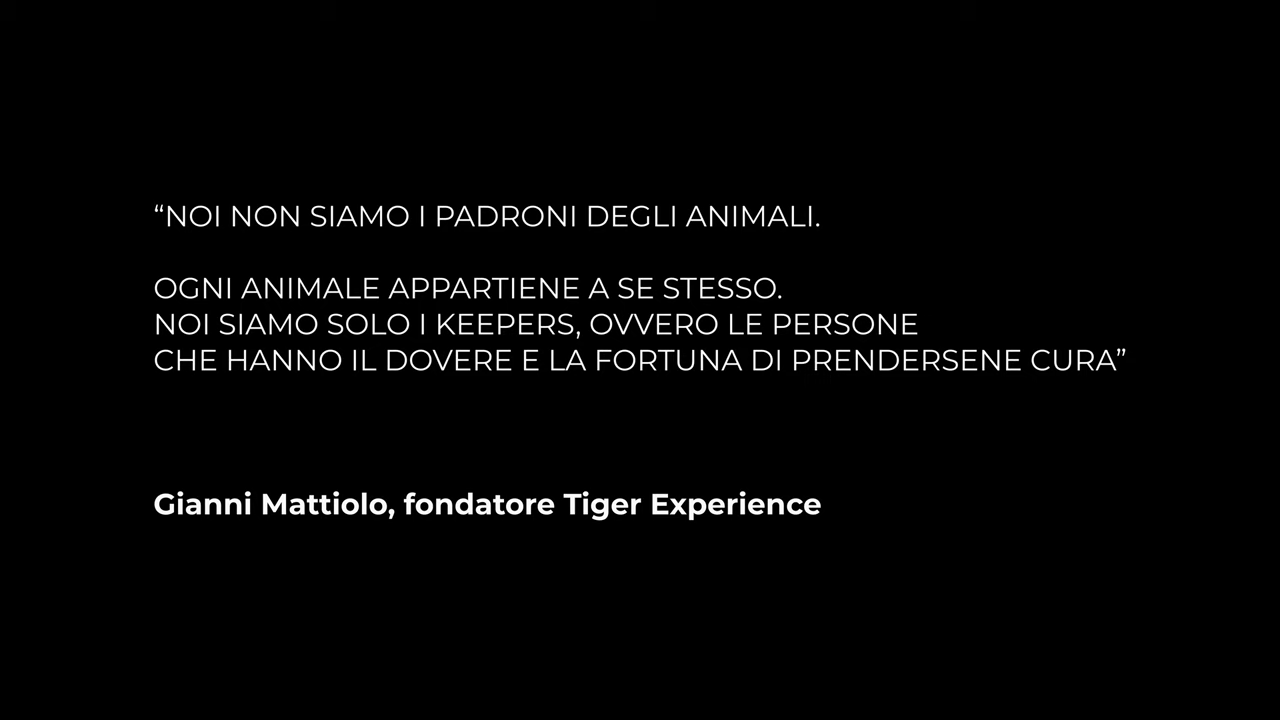 “NOI NON SIAMO I PADRONI DEGLI ANIMALI.
OGNI ANIMALE APPARTIENE A SE STESSO.
NOI SIAMO SOLO I KEEPERS, OVVERO LE PERSONE
CHE HANNO IL DOVERE E LA FORTUNA DI PRENDERSENE CURA”
Gianni Mattiolo, fondatore Tiger Experience